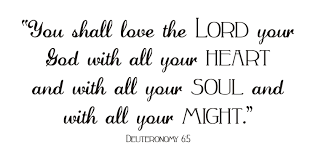 "You shall love the LORD your
God with all your HEART
and with all your SOUL and
with all your MIGHT."
DEUTERONOMY 6:5